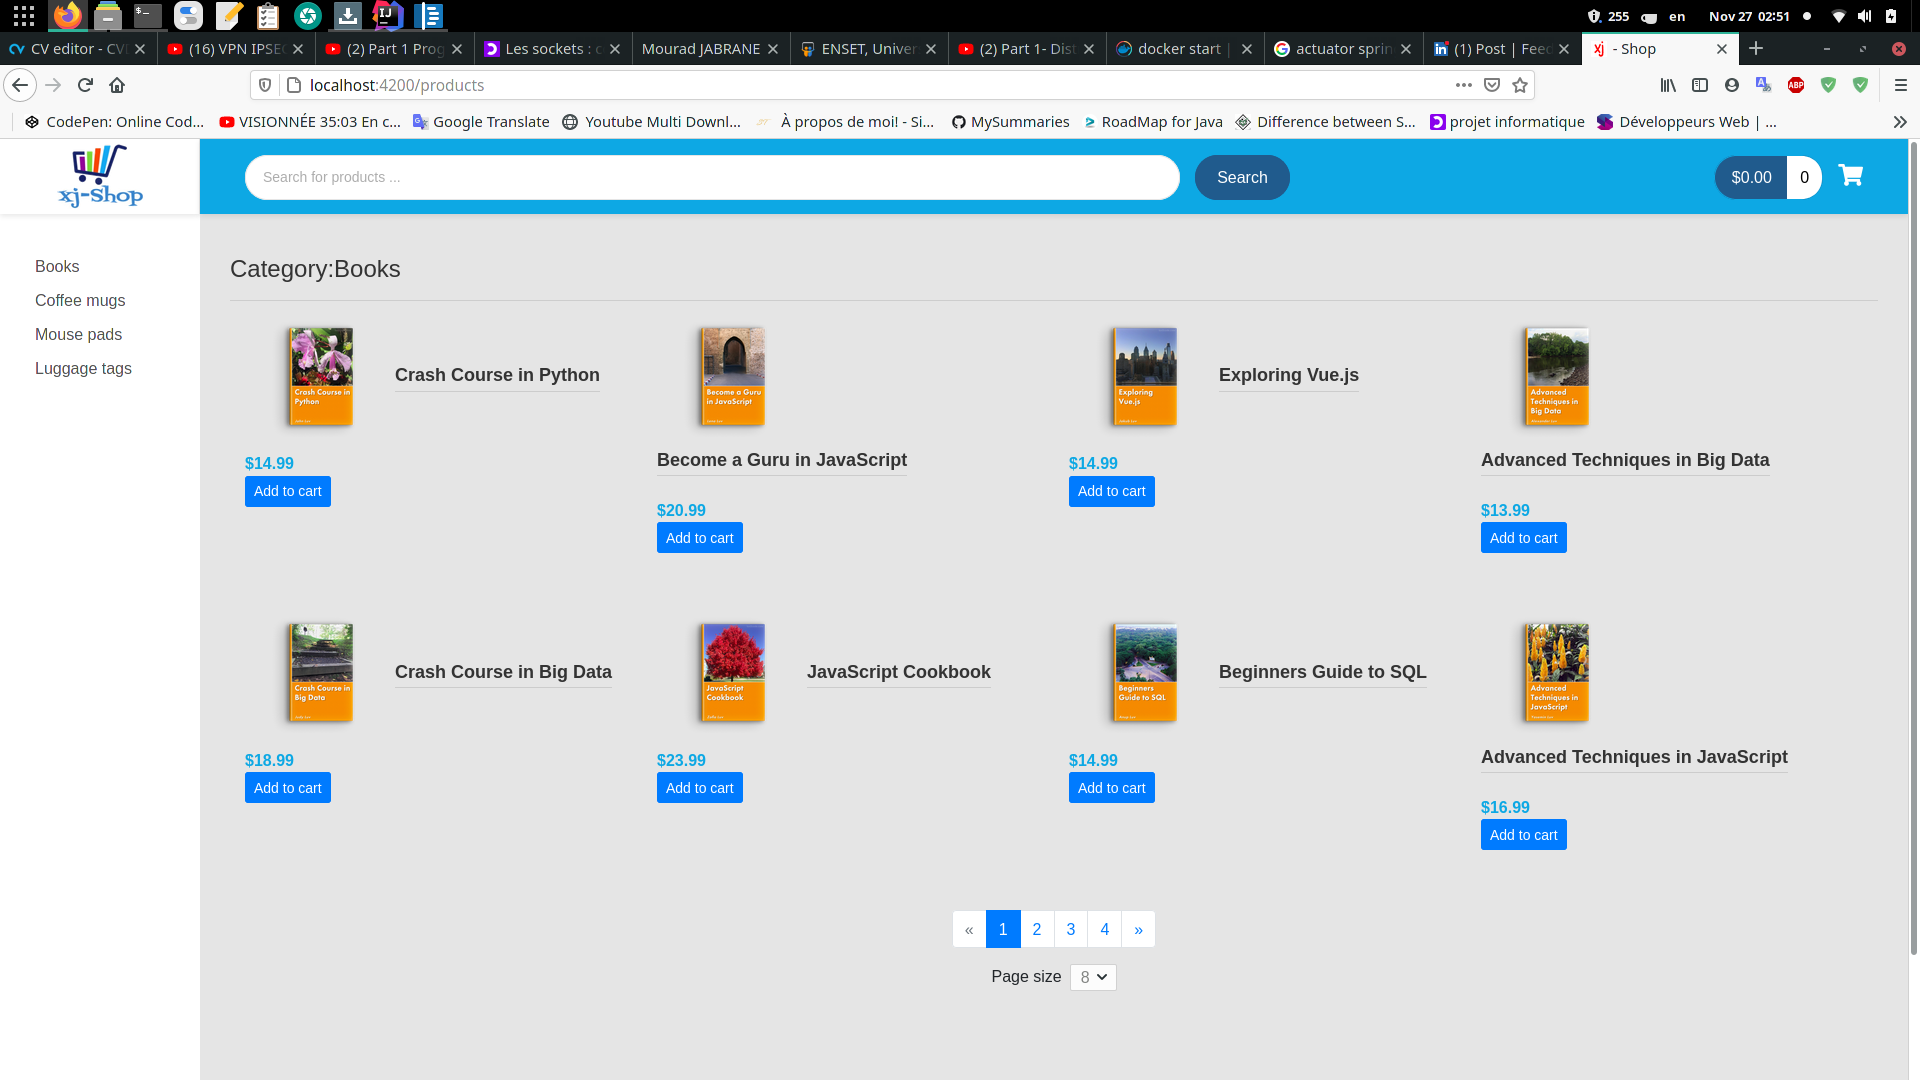 255 en Nov 27 02:51
CV editor - CV (16) VPN IPSE (2) Part 1 Prog Les sockets : c Mourad JABRANE ENSET, Univer (2) Part 1- Dist docker start | actuator sprin (1) Post | Feed - Shop
localhost:4200/products
CodePen: Online Cod... VISIONNÉE 35:03 En c... Google Translate Youtube Multi Downl... À propos de moi! - Si... MySummaries RoadMap for Java Difference between S... projet informatique Développeurs Web | ...
xj-Shop
Search for products ... Search $0.00 0
Books
Coffee mugs
Mouse pads
Luggage tags
Category:Books
Crash Course in Python
Crash Course in Python
$14.99
Add to cart
Become a Guru in JavaScript
Become a Guru in JavaScript
$20.99
Add to cart
Exploring Vue.js
Exploring Vue.js
$14.99
Add to cart
Advanced Techniques in Big Data
Advanced Techniques in Big Data
$13.99
Add to cart
Crash Course in Big Data
Crash Course in Big Data
$18.99
Add to cart
JavaScript Cookbook
JavaScript Cookbook
$23.99
Add to cart
Beginners Guide to SQL
Beginners Guide to SQL
$14.99
Add to cart
Advanced Techniques in JavaScript
Advanced Techniques in JavaScript
$16.99
Add to cart
« 1 2 3 4 »
Page size 8